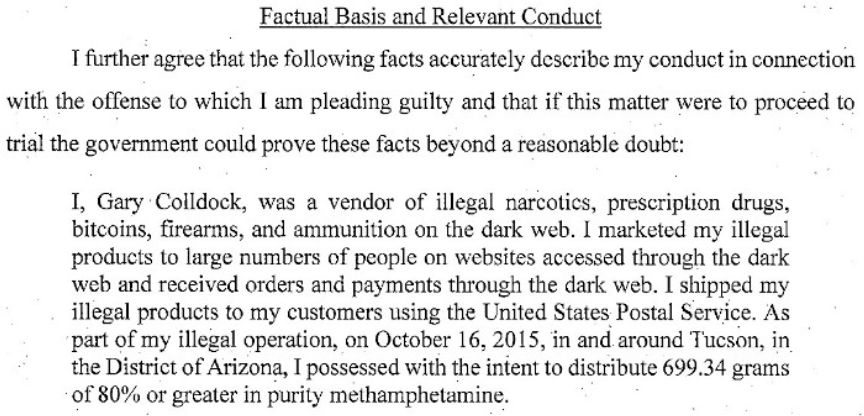 Factual Basis and Relevant Conduct
I further agree that the following facts accurately describe my conduct in connection
with the offense to which I am pleading guilty and that if this matter were to proceed to
trial the government could prove these facts beyond a reasonable doubt:
I, Gary Colldock, was a vendor of illegal narcotics, prescription drugs,
bitcoins, firearms, and ammunition on the dark web. I marketed my illegal
products to large numbers of people on websites accessed through the dark
web and received orders and payments through the dark web. I shipped my
illegal products to my customers using the United States Postal Service. As
part of my illegal operation, on October 16, 2015, in and around Tucson, in
the District of Arizona, I possessed with the intent to distribute 699.34 grams
of 80% or greater in purity methamphetamine.